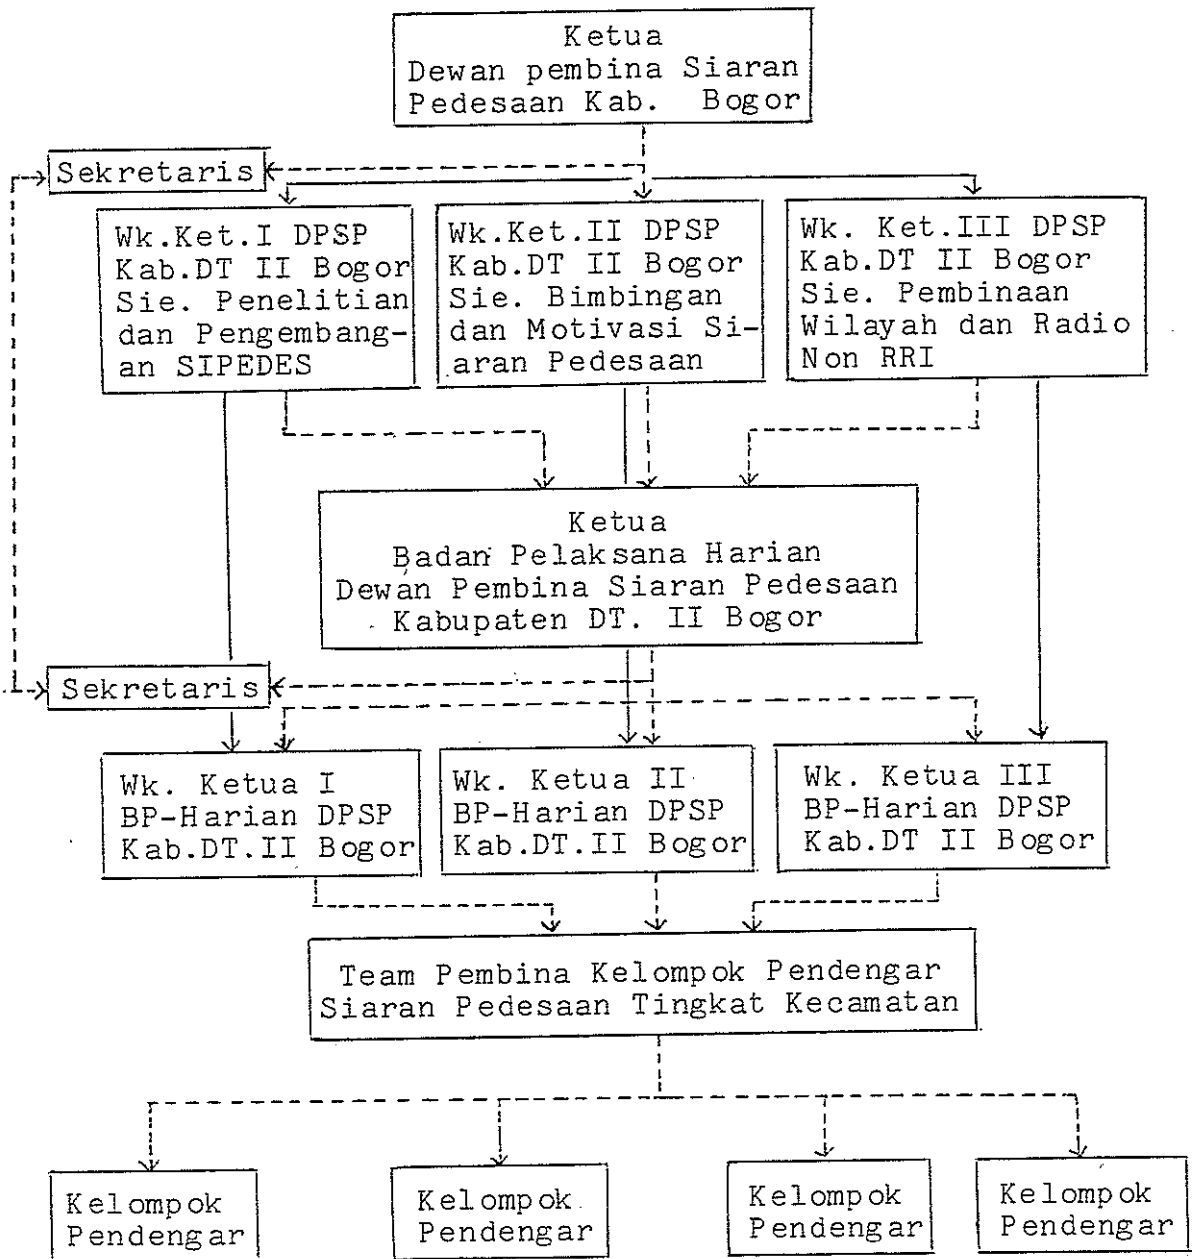 Ketua
Dewan pembina Siaran
Pedesaan Kab. Bogor
Sekretaris
Wk.Ket.I DPSP
Kab.DT II Bogor
Sie. Penelitian
dan Pengembang-
an SIPEDES
Wk.Ket.II DPSP
Kab.DT II Bogor
Sie. Bimbingan
dan Motivasi Si-
aran Pedesaan
Wk. Ket.III DPSP
Kab.DT II Bogor
Sie. Pembinaan
Wilayah dan Radio
Non RRI
Ketua
Badan Pelaksana Harian
Dewan Pembina Siaran Pedesaan
Kabupaten DT. II Bogor
Sekretaris
Wk. Ketua I
BP-Harian DPSP
Kab.DT.II Bogor
Wk. Ketua II
BP-Harian DPSP
Kab.DT.II Bogor
Wk. Ketua III
BP-Harian DPSP
Kab.DT II Bogor
Team Pembina Kelompok Pendengar
Siaran Pedesaan Tingkat Kecamatan
Kelompok
Pendengar
Kelompok
Pendengar
Kelompok
Pendengar
Kelompok
Pendengar